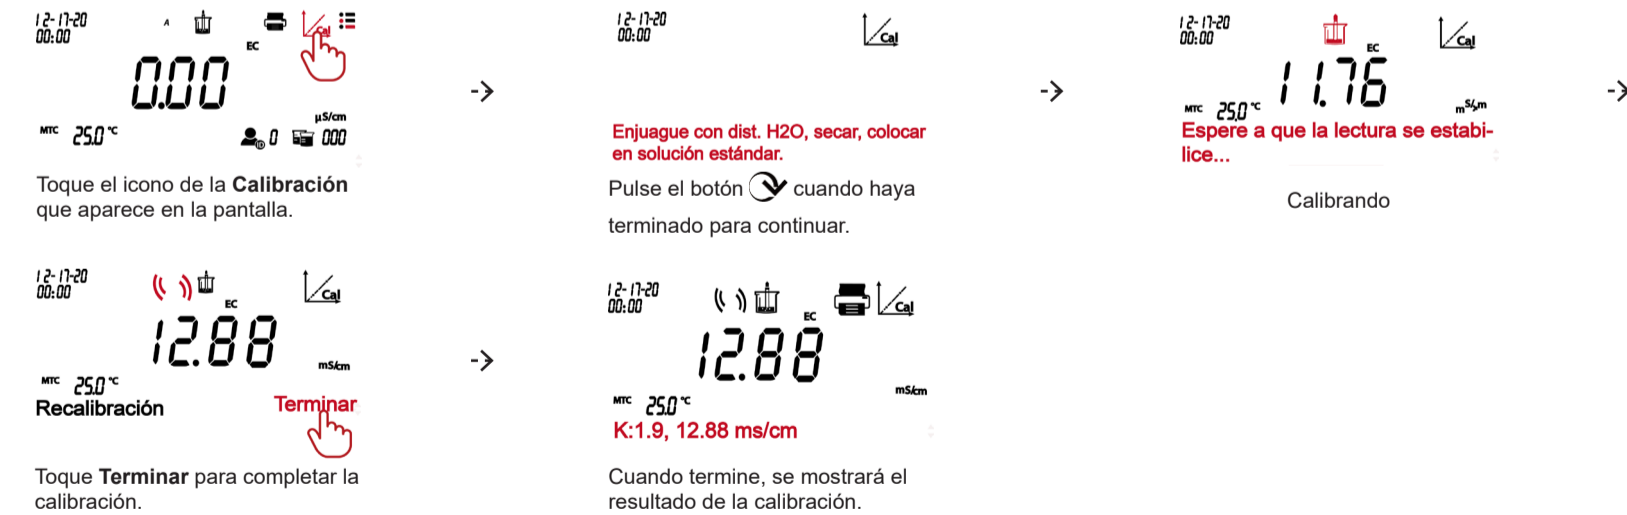 12-17-20
00:00
A
Cal
EC
0.00
µS/cm
MTC 25.0 °C
ID 0 000
Toque el icono de la Calibración
que aparece en la pantalla.
12-17-20
00:00
Cal
Enjuague con dist. H2O, secar, colocar
en solución estándar.
Pulse el botón cuando haya
terminado para continuar.
12-17-20
00:00
EC
Cal
11.76
MTC 25.0 °C
Espere a que la lectura se estabi-
lice...
Calibrando
12-17-20
00:00
EC
Cal
12.88
mS/cm
MTC 25.0 °C
Recalibración Terminar
Toque Terminar para completar la
calibración.
12-17-20
00:00
EC
Cal
12.88
mS/cm
MTC 25.0 °C
K:1.9, 12.88 ms/cm
Cuando termine, se mostrará el
resultado de la calibración.